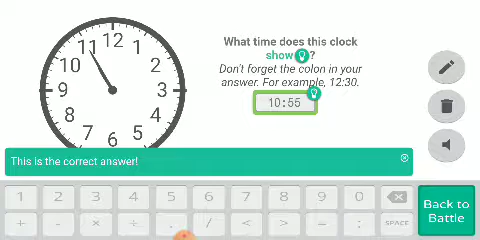 12
11
1
10
2
9
3
8
4
7
5
6
What time does this clock
show ?
Don't forget the colon in your
answer. For example, 12:30.
10:55
This is the correct answer!
1 2 3 4 5 6 7 8 9 0
+ - × ÷ . / < > = : SPACE
Back to
Battle